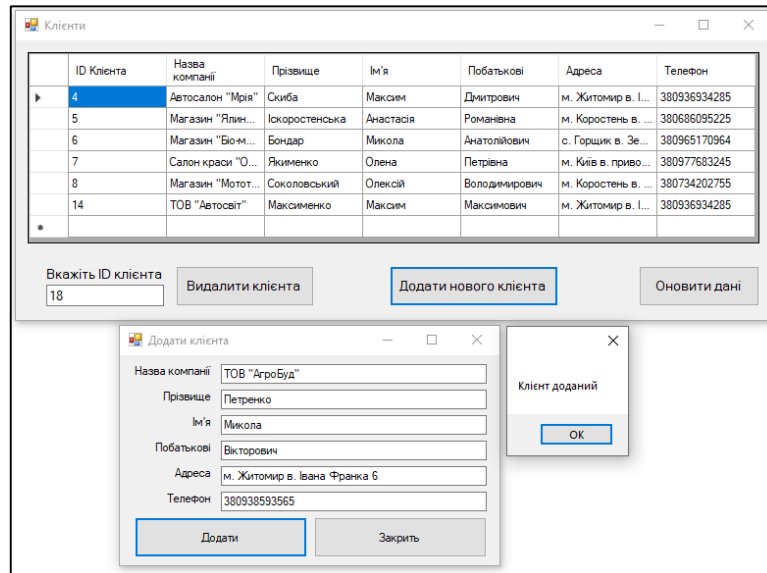 Клієнти
ID Клієнта Назва компанії Прізвище Ім'я Побатькові Адреса Телефон
4 Автосалон "Мрія" Скиба Максим Дмитрович м. Житомир в. І... 380936934285
5 Магазин "Ялин... Іскоростенська Анастасія Романівна м. Коростень в. ... 380686095225
6 Магазин "Біо-м... Бондар Микола Анатолійович с. Горщик в. Зе... 380965170964
7 Салон краси "О... Якименко Олена Петрівна м. Київ в. приво... 380977683245
8 Магазин "Мотот... Соколовський Олексій Володимирович м. Коростень в. ... 380734202755
14 ТОВ "Автосвіт" Максименко Максим Максимович м. Житомир в. І... 380936934285
Вкажіть ID клієнта
18
Видалити клієнта Додати нового клієнта Оновити дані
Додати клієнта
Назва компанії ТОВ "АгроБуд"
Прізвище Петренко
Ім'я Микола
Побатькові Вікторович
Адреса м. Житомир в. Івана Франка 6
Телефон 380938593565
Додати Закрить
Клієнт доданий
OK